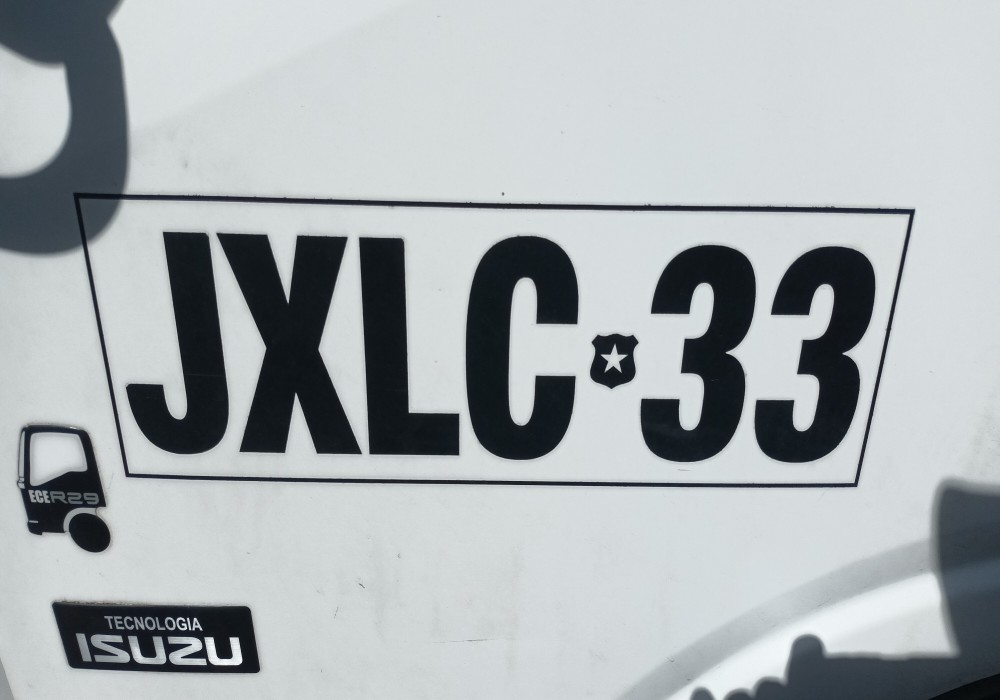 JXLC 33
ECE R29
TECNOLOGIA
ISUZU